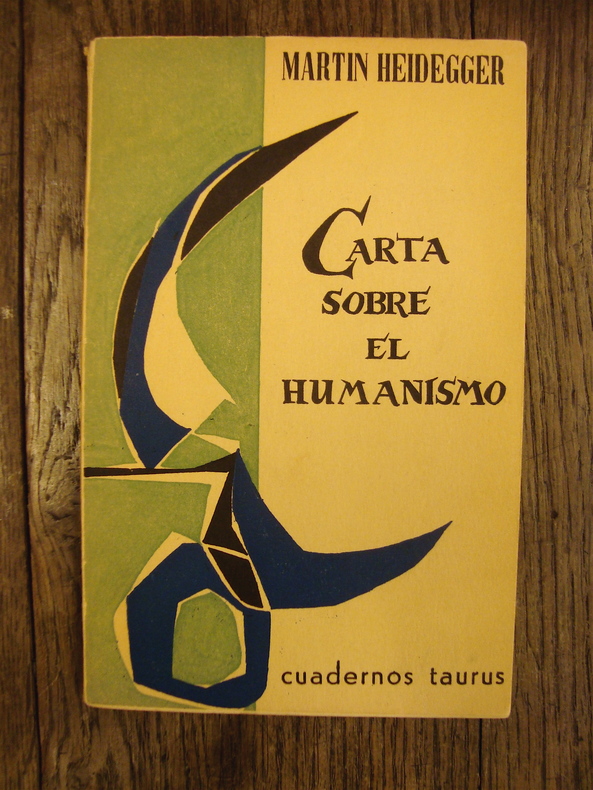 MARTIN HEIDEGGER
CARTA
SOBRE
EL
HUMANISMO
cuadernos taurus